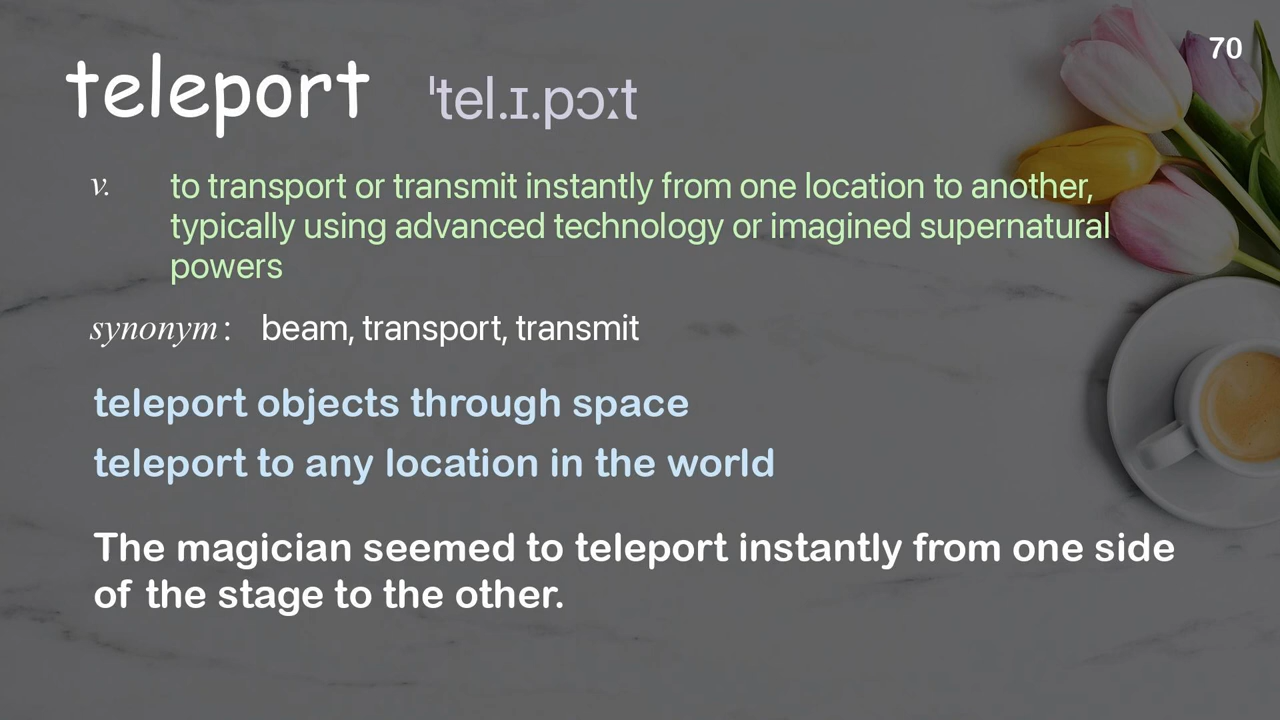 70
teleport ˈtel.ɪ.pɔːt
v. to transport or transmit instantly from one location to another,
typically using advanced technology or imagined supernatural
powers
synonym: beam, transport, transmit
teleport objects through space
teleport to any location in the world
The magician seemed to teleport instantly from one side
of the stage to the other.